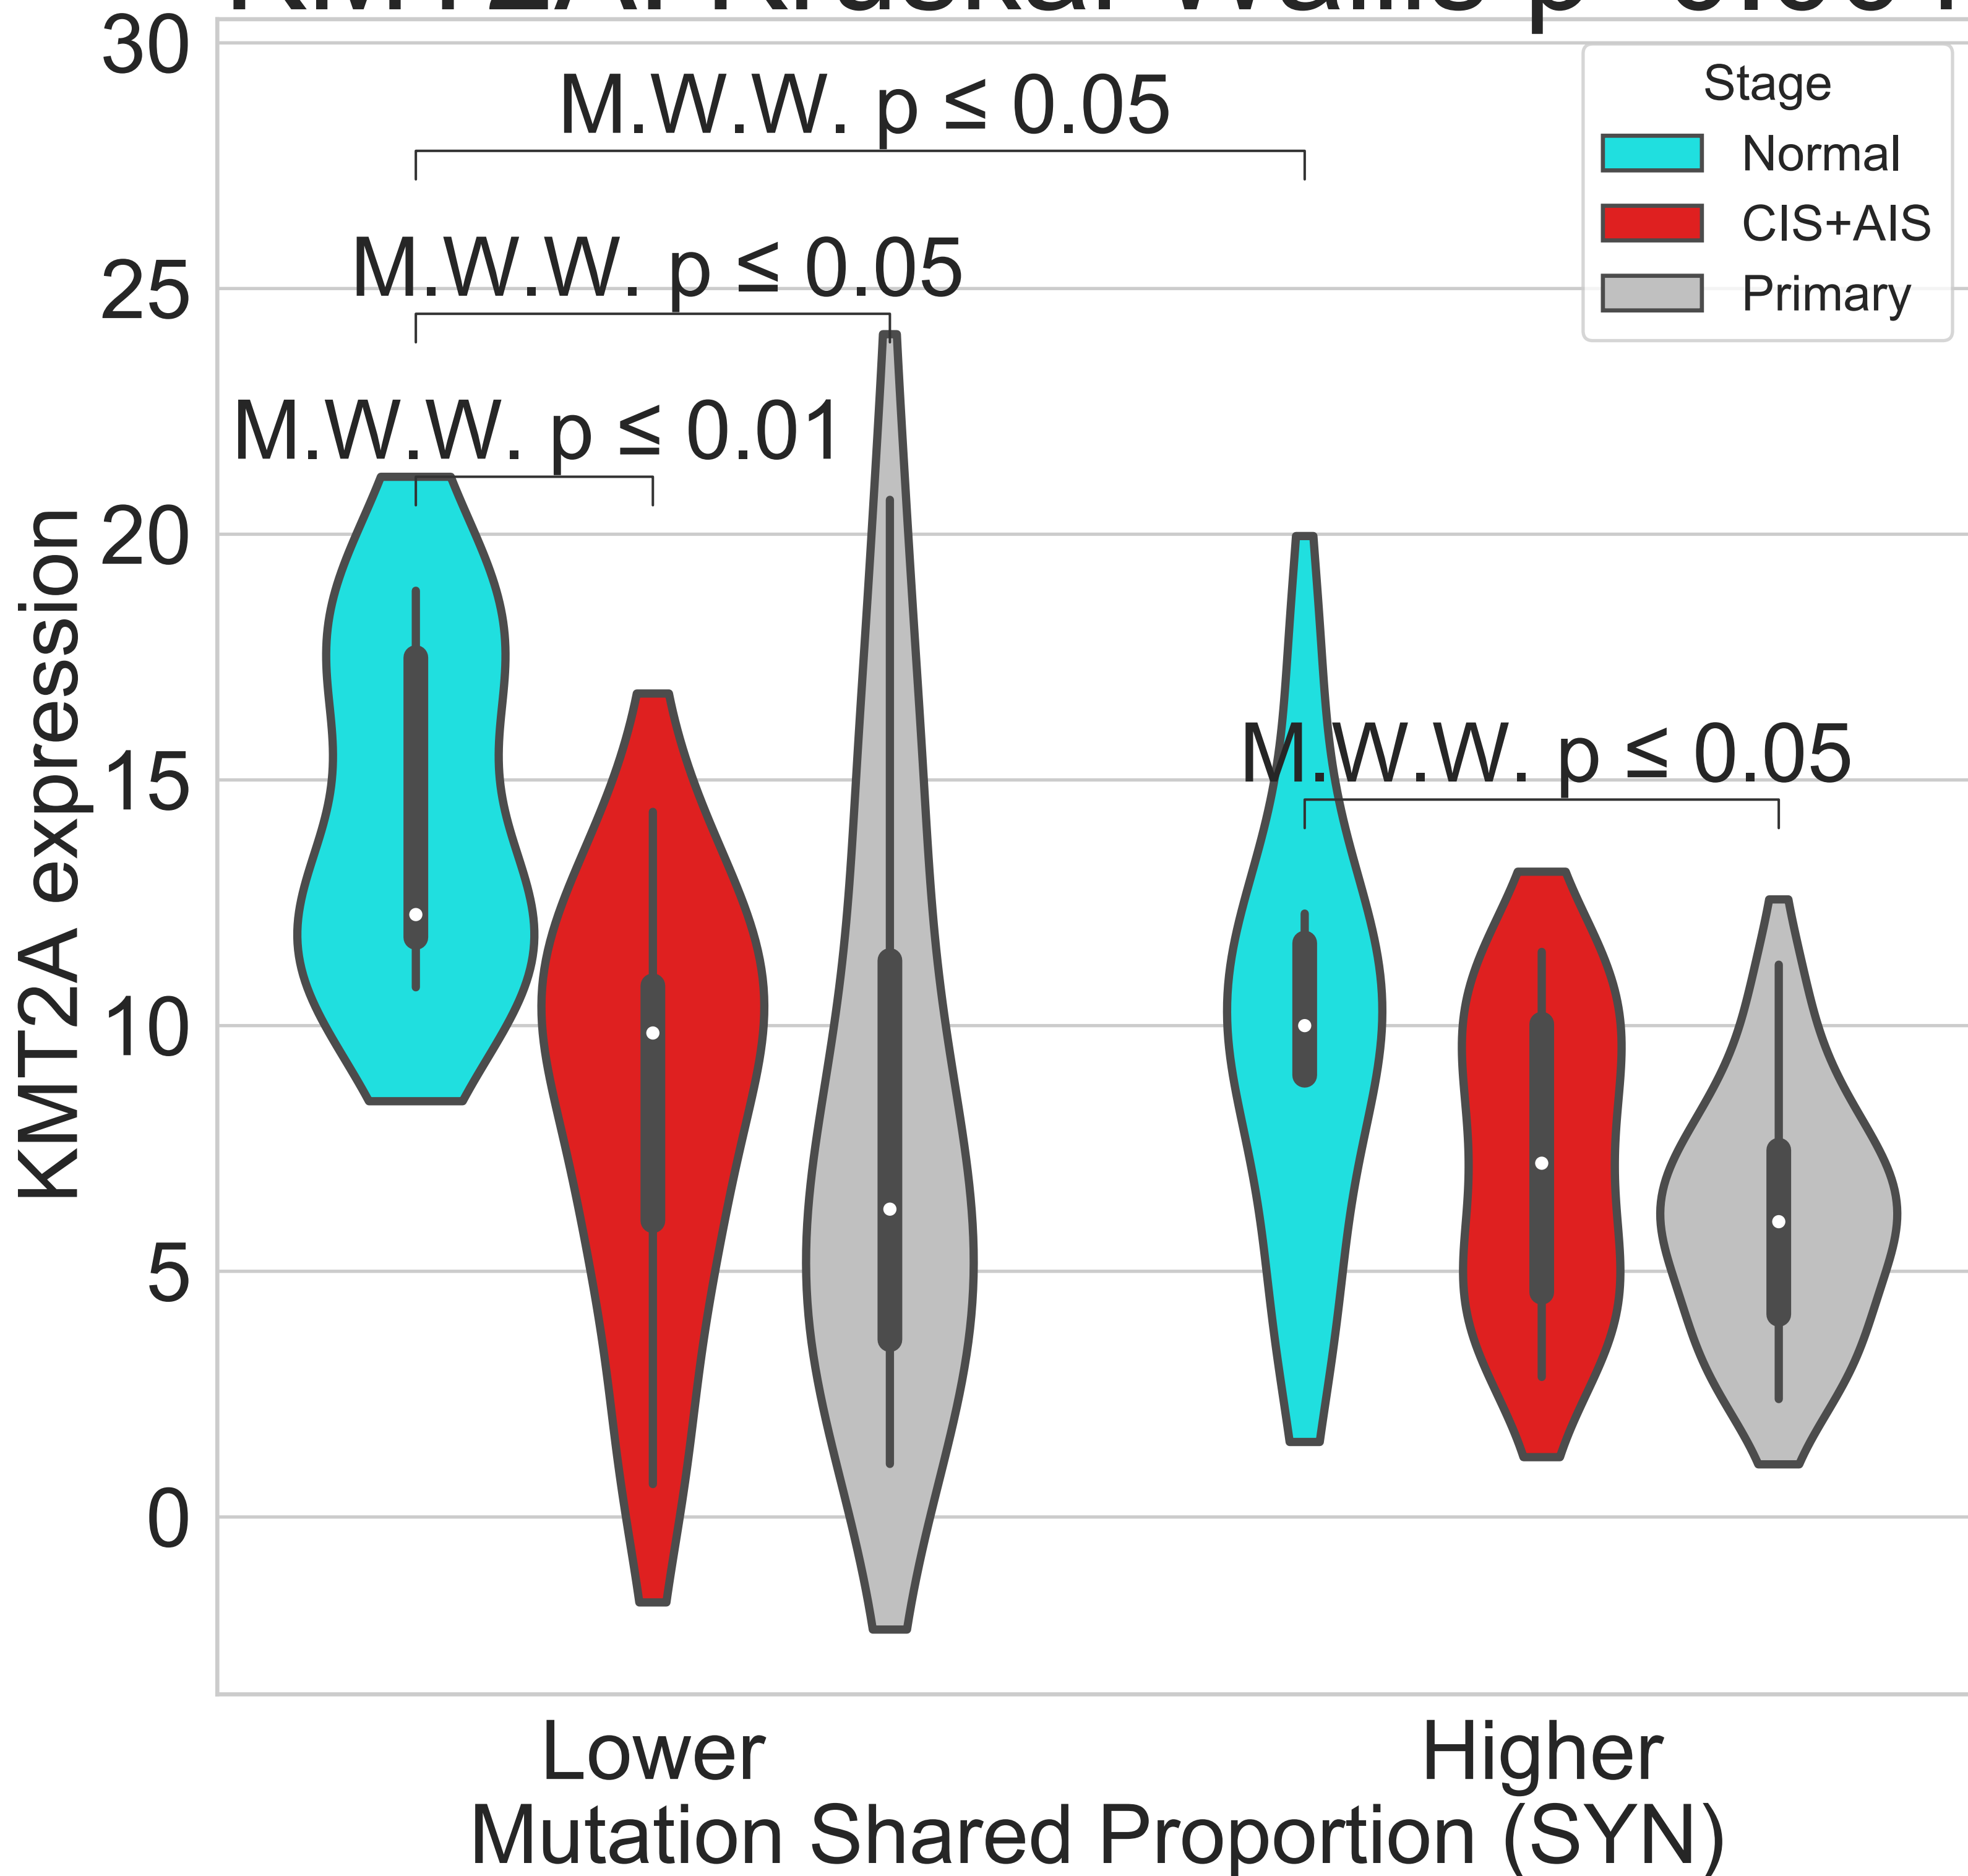 30
M.W.W. p ≤ 0.05
Stage
Normal
CIS+AIS
Primary
M.W.W. p ≤ 0.05
25
M.W.W. p ≤ 0.01
20
M.W.W. p ≤ 0.05
15
10
5
0
KMT2A expression
Lower
Higher
Mutation Shared Proportion (SYN)